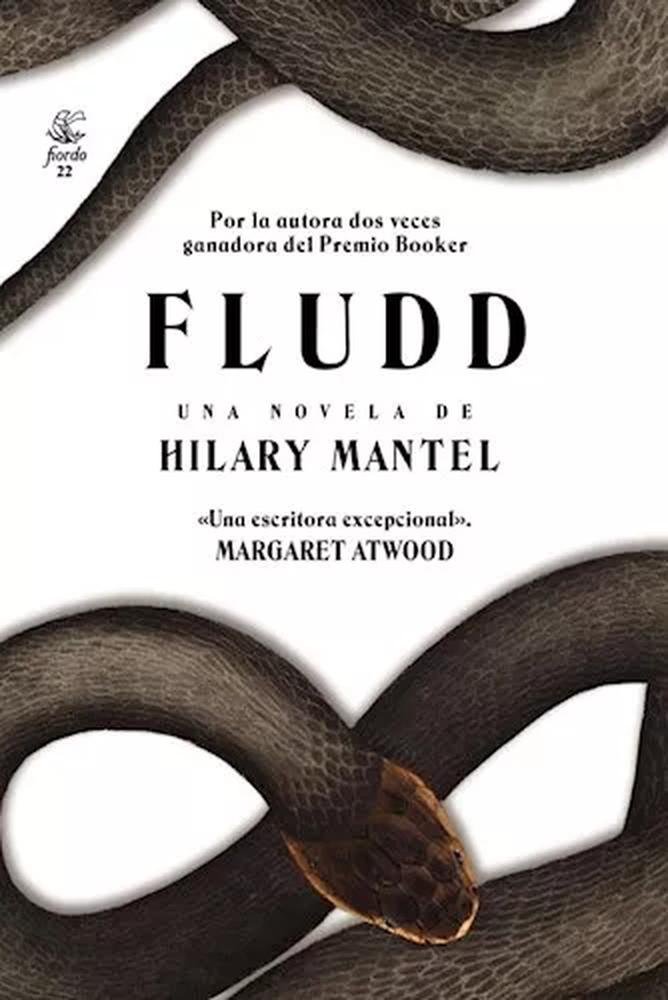 fiordo
22
Por la autora dos veces
ganadora del Premio Booker
FLUDD
UNA NOVELA DE
HILARY MANTEL
«Una escritora excepcional».
MARGARET ATWOOD